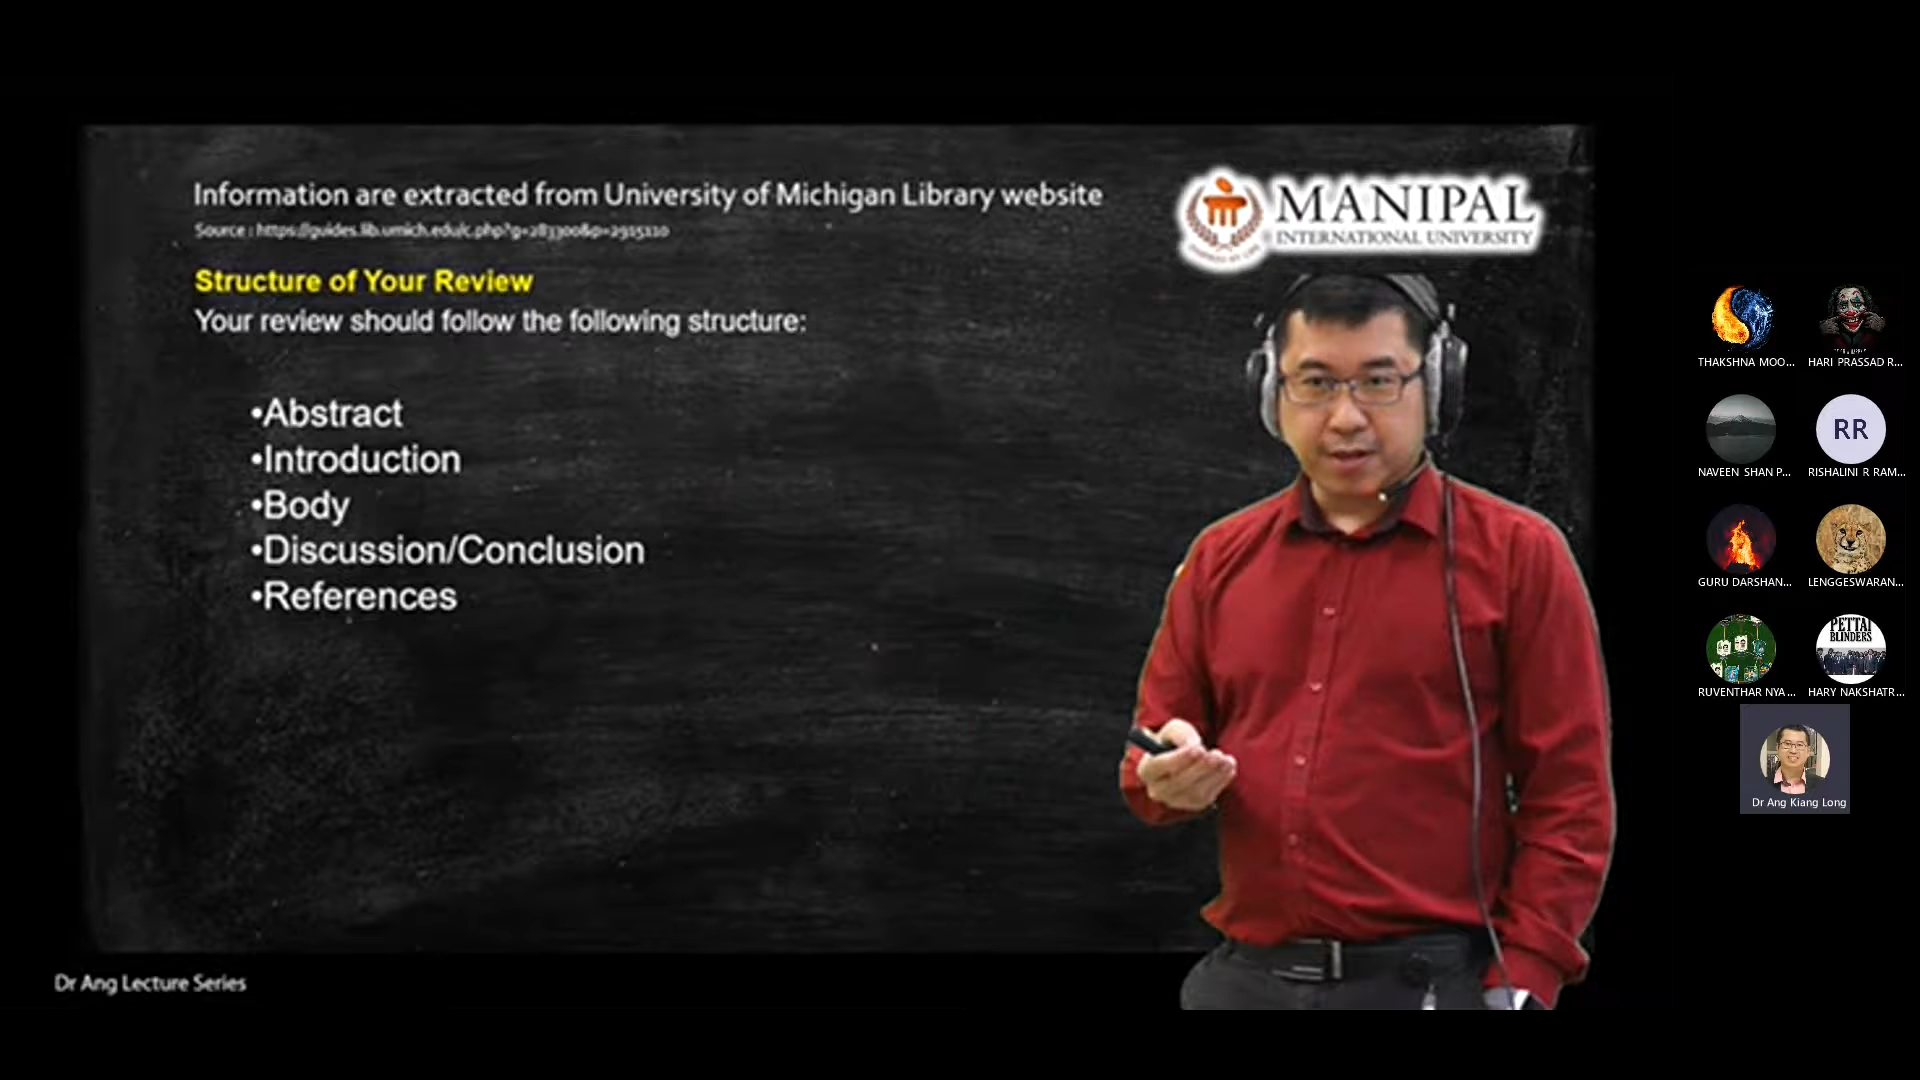 Information are extracted from University of Michigan Library website
Source : https://guides.lib.umich.edu/c.php?g=283300&p=2915110
MANIPAL
INTERNATIONAL UNIVERSITY
Structure of Your Review
Your review should follow the following structure:
•Abstract
•Introduction
•Body
•Discussion/Conclusion
•References
Dr Ang Lecture Series
THAKSHNA MOO...
HARI PRASSAD R...
RR
NAVEEN SHAN P...
RISHALINI R RAM...
GURU DARSHAN...
LENGGESWARAN...
PETTAI
BLINDERS
RUVENTHAR NYA...
HARY NAKSHATR...
Dr Ang Kiang Long